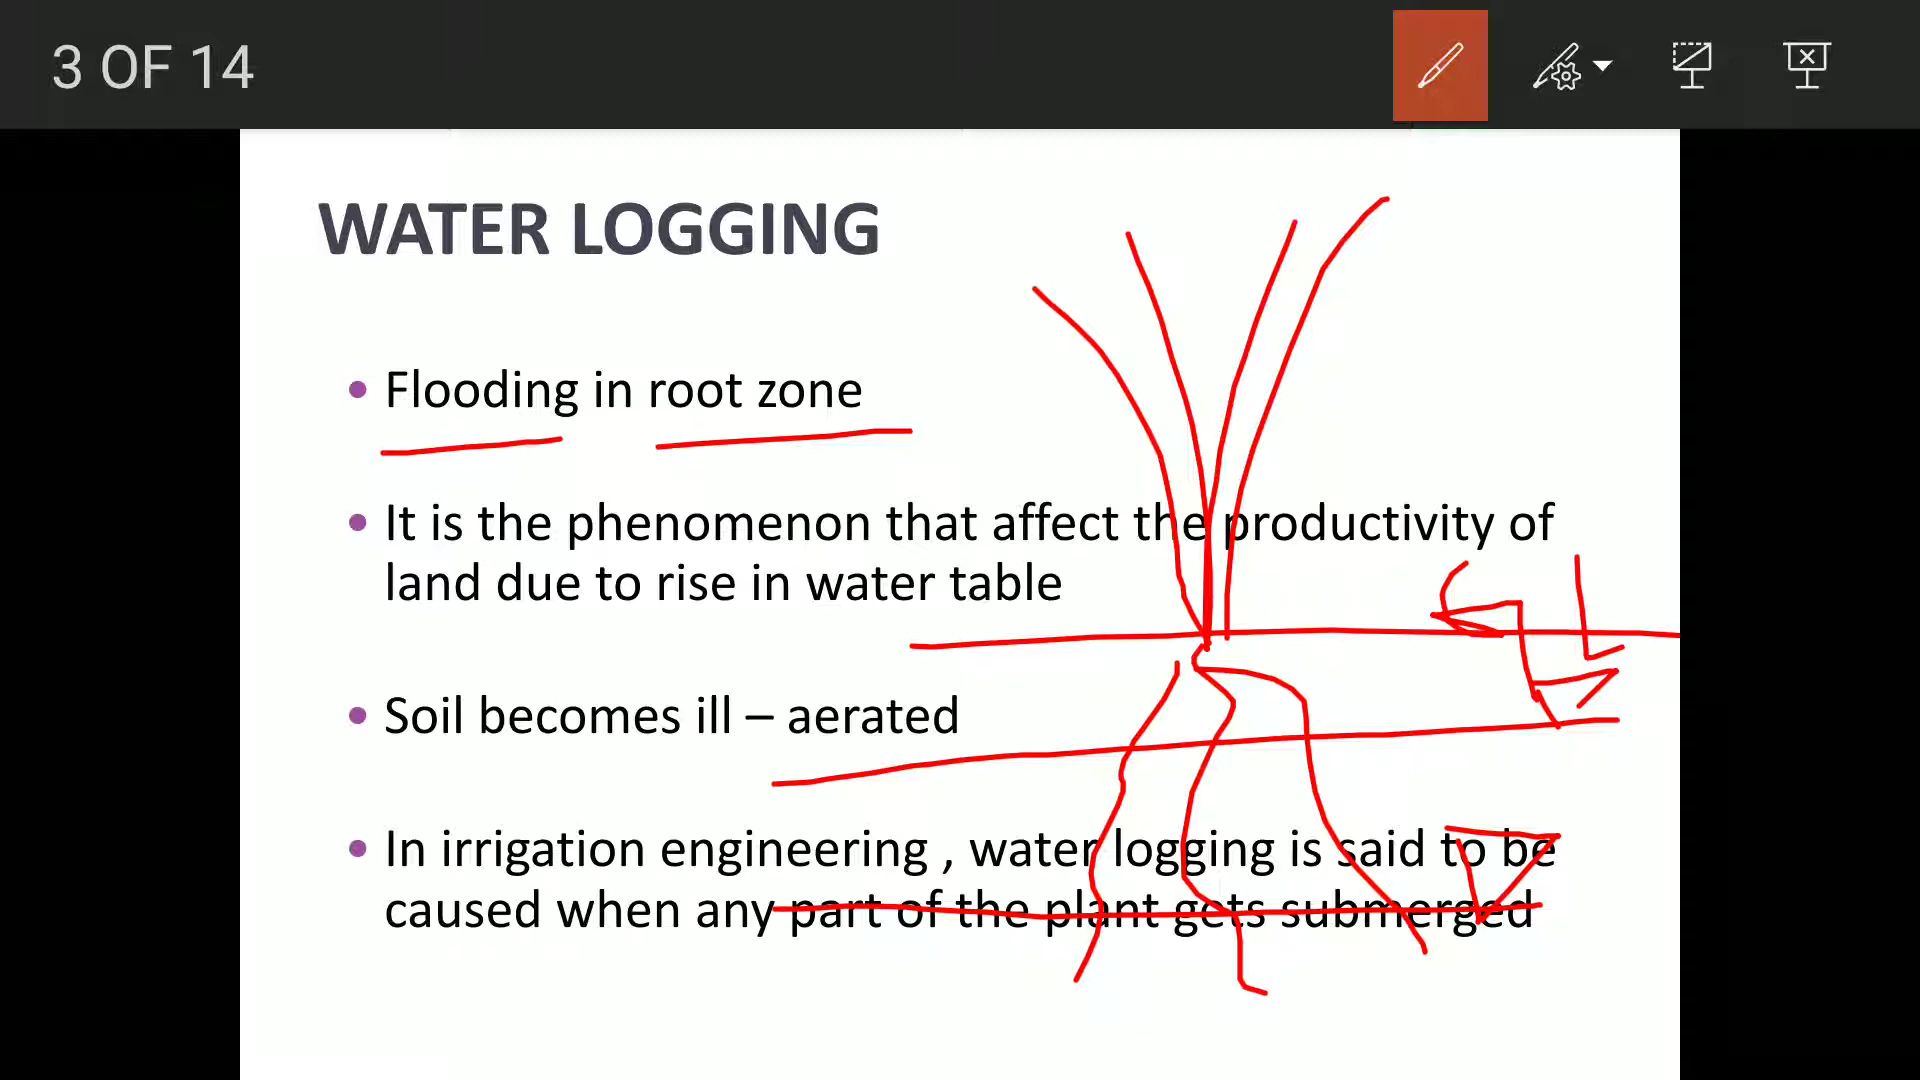 3 OF 14
WATER LOGGING
• Flooding in root zone
• It is the phenomenon that affect the productivity of
land due to rise in water table
• Soil becomes ill – aerated
• In irrigation engineering , water logging is said to be
caused when any part of the plant gets submerged